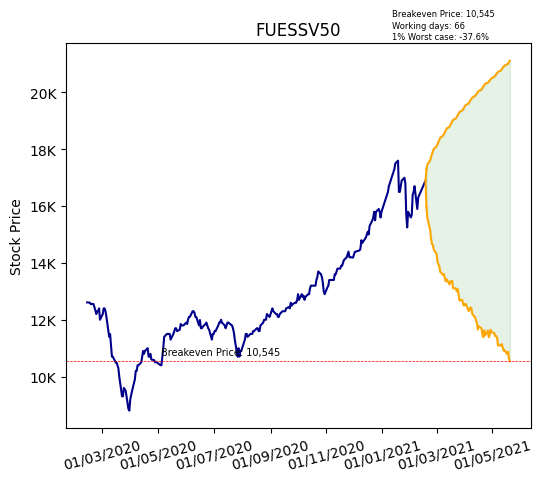 Breakeven Price: 10,545
Working days: 66
1% Worst case: -37.6%
FUESSV50
Stock Price
20K
18K
16K
14K
12K
10K
Breakeven Price: 10,545
01/03/2020
01/05/2020
01/07/2020
01/09/2020
01/11/2020
01/01/2021
01/03/2021
01/05/2021